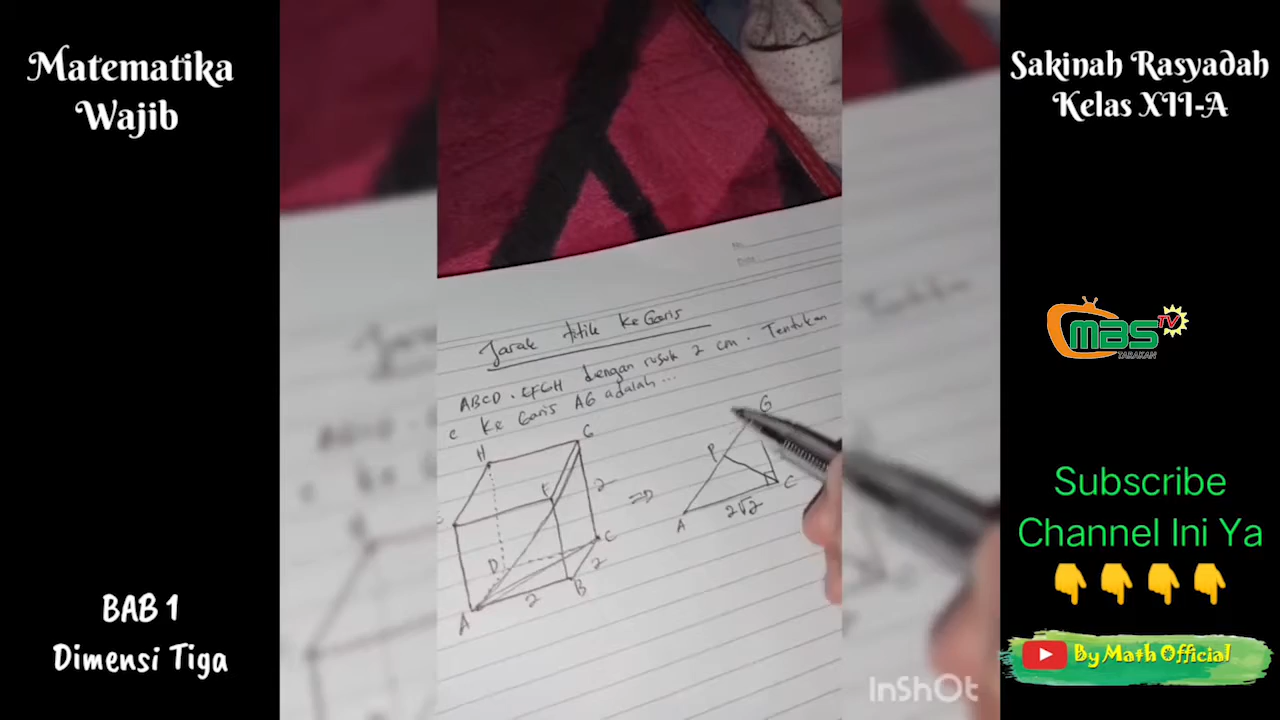 Matematika
Wajib
BAB 1
Dimensi Tiga
Jarak titik ke Garis
ABCD . EFGH dengan rusuk 2 cm . Tentukan
C ke Garis AG adalah ...
H
G
E
F
2
D
C
2
A
2
B
=>
G
P
C
A
2√2
Sakinah Rasyadah
Kelas XII-A
MBS TV
TARAKAN
Subscribe
Channel Ini Ya
👇👇👇👇
By Math Official
InShOt